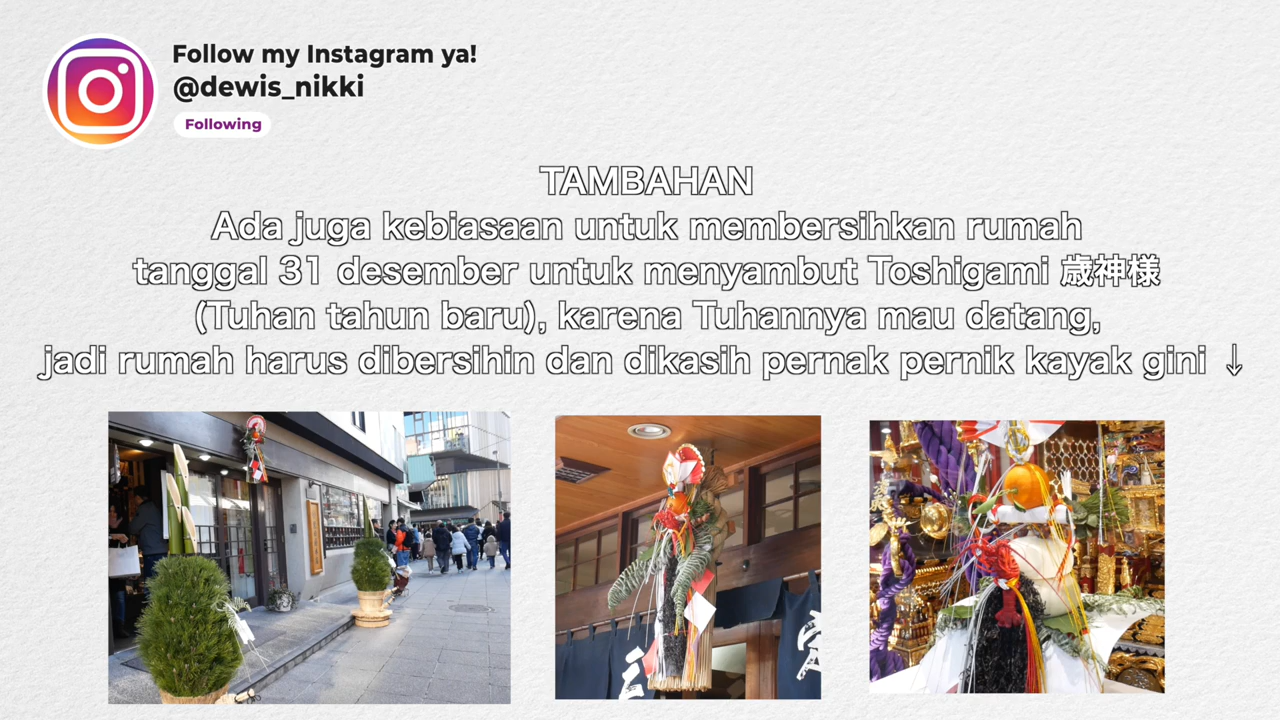 Follow my Instagram ya!
@dewis_nikki
Following
TAMBAHAN
Ada juga kebiasaan untuk membersihkan rumah
tanggal 31 desember untuk menyambut Toshigami 歳神様
(Tuhan tahun baru), karena Tuhannya mau datang,
jadi rumah harus dibersihin dan dikasih pernak pernik kayak gini ↓